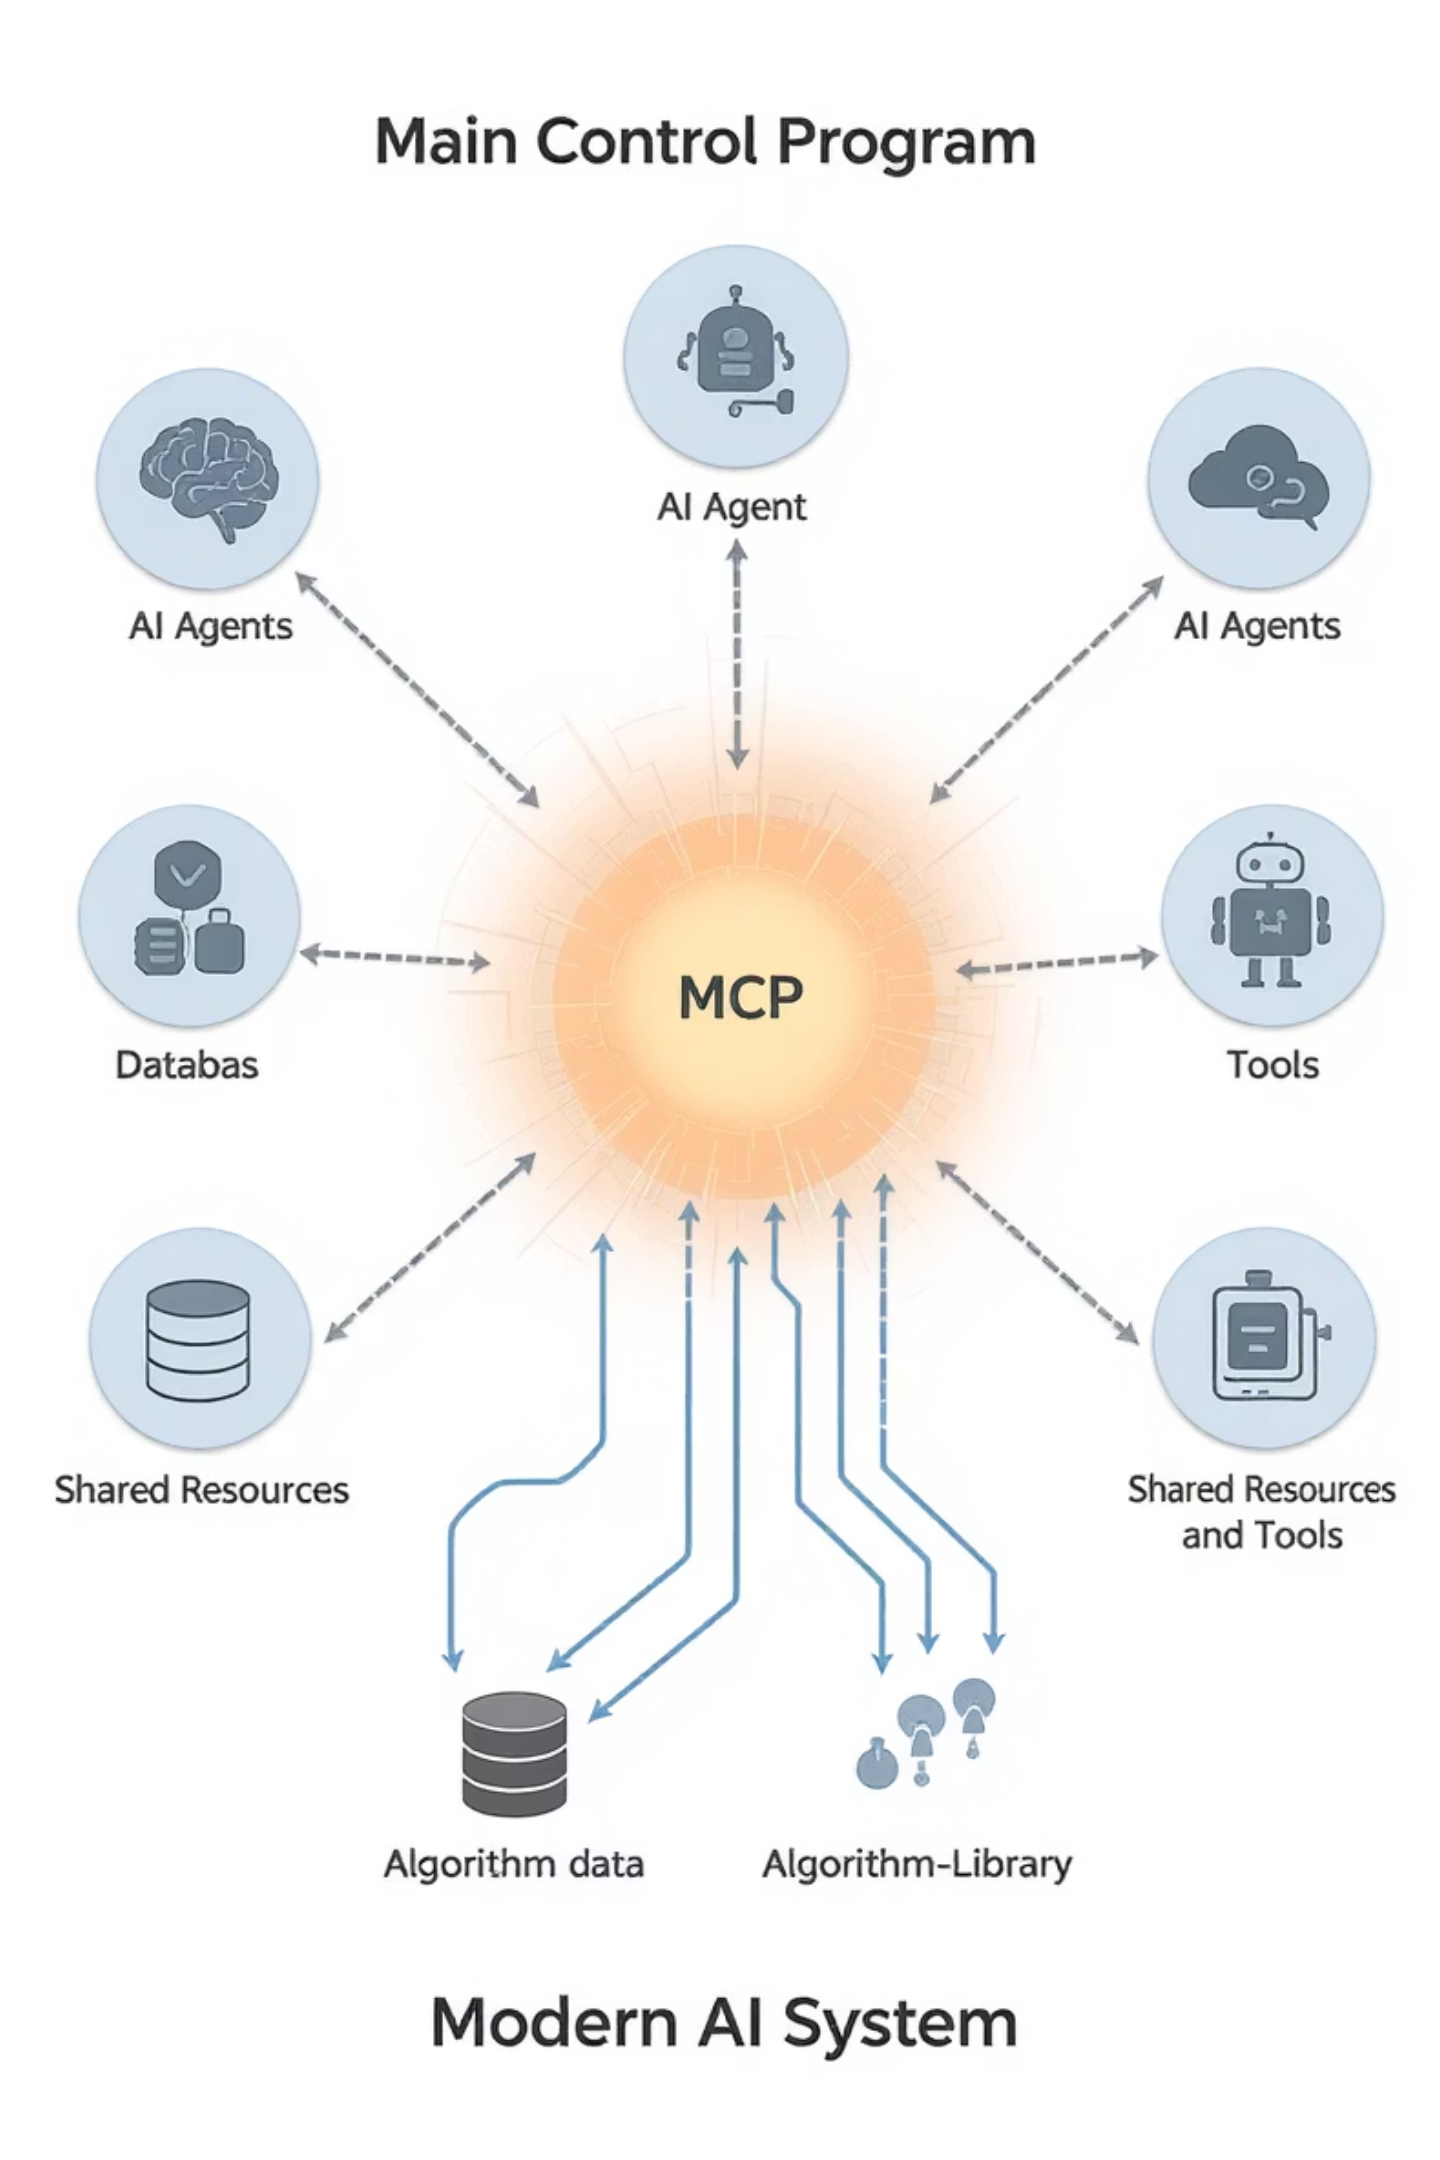 Main Control Program
AI Agent
AI Agents
AI Agents
MCP
Databas
Tools
Shared Resources
Shared Resources
and Tools
Algorithm data
Algorithm-Library
Modern AI System